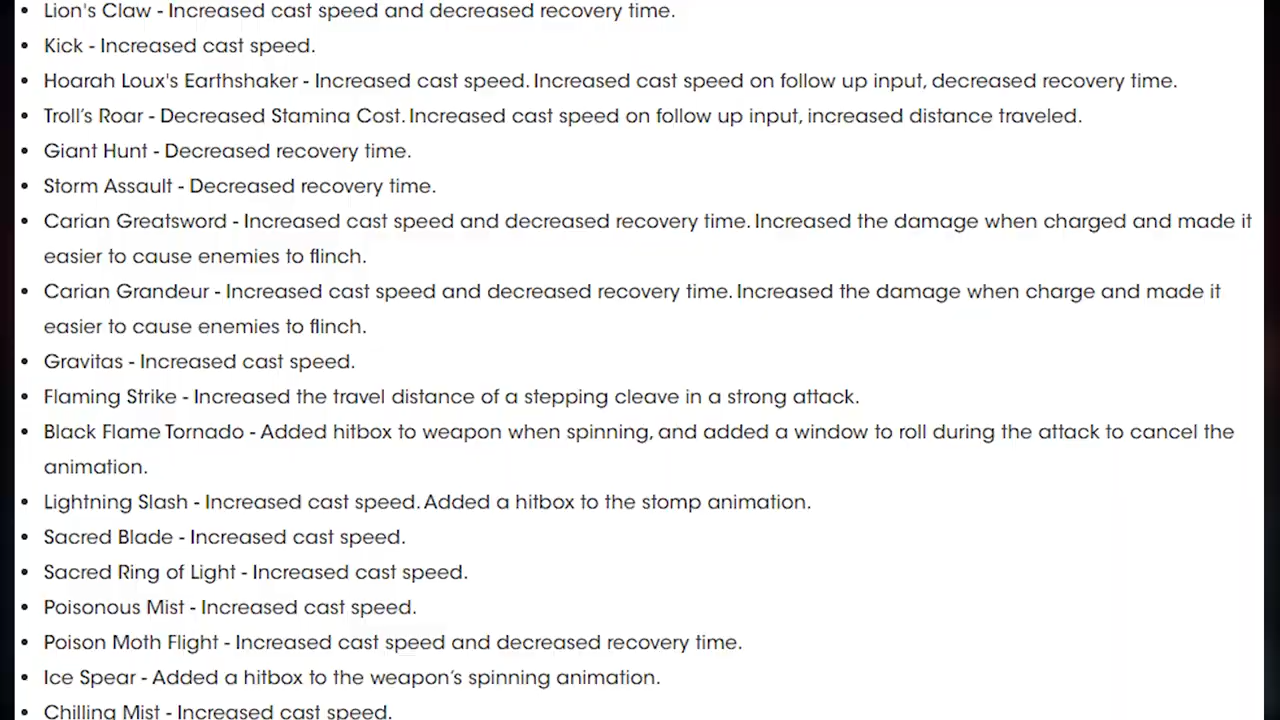 • Lion's Claw - Increased cast speed and decreased recovery time.
• Kick - Increased cast speed.
• Hoarah Loux's Earthshaker - Increased cast speed. Increased cast speed on follow up input, decreased recovery time.
• Troll’s Roar - Decreased Stamina Cost. Increased cast speed on follow up input, increased distance traveled.
• Giant Hunt - Decreased recovery time.
• Storm Assault - Decreased recovery time.
• Carian Greatsword - Increased cast speed and decreased recovery time. Increased the damage when charged and made it
easier to cause enemies to flinch.
• Carian Grandeur - Increased cast speed and decreased recovery time. Increased the damage when charge and made it
easier to cause enemies to flinch.
• Gravitas - Increased cast speed.
• Flaming Strike - Increased the travel distance of a stepping cleave in a strong attack.
• Black Flame Tornado - Added hitbox to weapon when spinning, and added a window to roll during the attack to cancel the
animation.
• Lightning Slash - Increased cast speed. Added a hitbox to the stomp animation.
• Sacred Blade - Increased cast speed.
• Sacred Ring of Light - Increased cast speed.
• Poisonous Mist - Increased cast speed.
• Poison Moth Flight - Increased cast speed and decreased recovery time.
• Ice Spear - Added a hitbox to the weapon’s spinning animation.
• Chilling Mist - Increased cast speed.